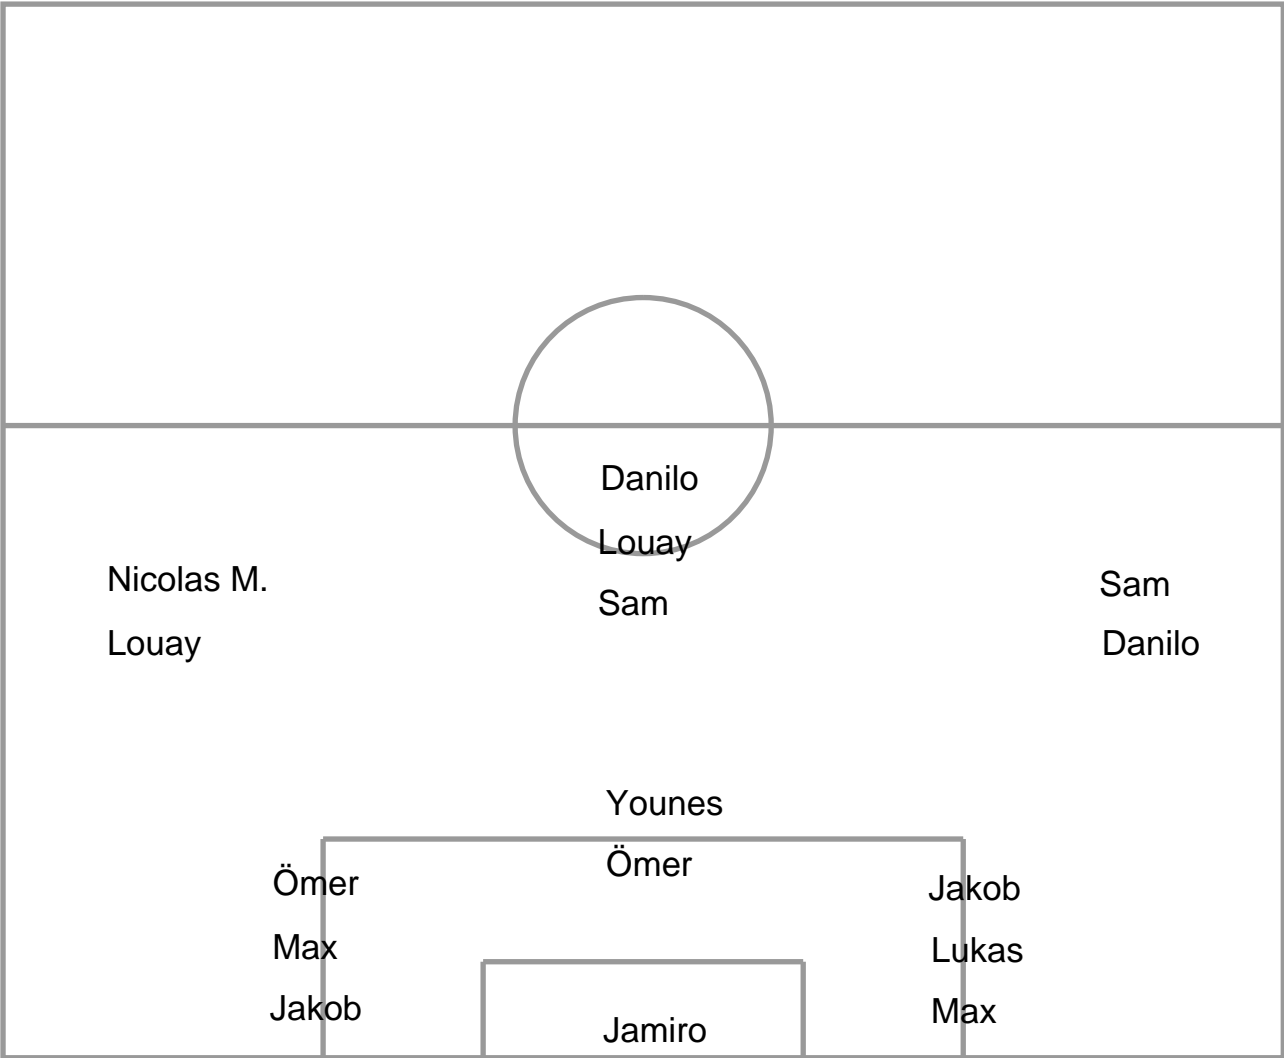 Danilo
Louay
Sam
Nicolas M.
Louay
Sam
Danilo
Younes
Ömer
Ömer
Max
Jakob
Jakob
Lukas
Max
Jamiro